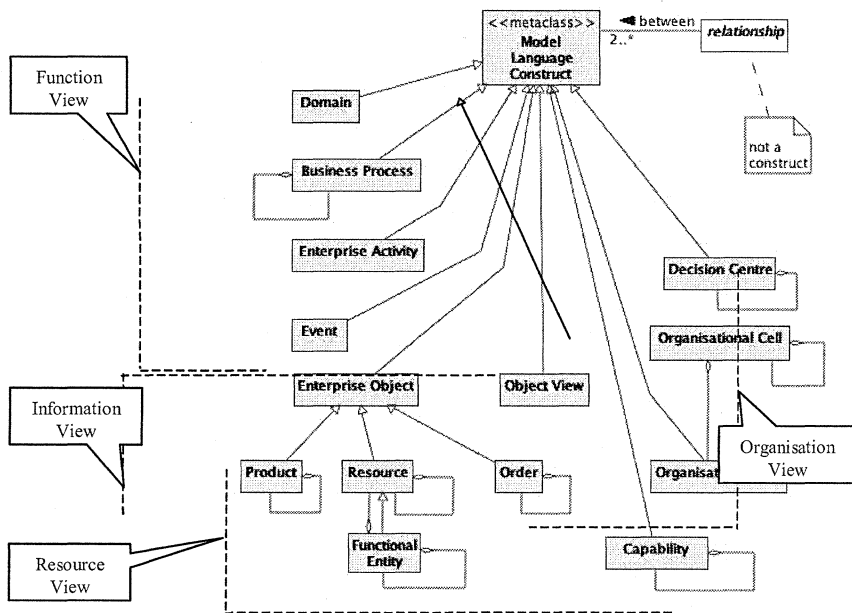 <<metaclass>>
Model
Language
Construct
between
2..*
relationship
not a
construct
Function
View
Domain
Business Process
Enterprise Activity
Event
Decision Centre
Organisational Cell
Enterprise Object
Object View
Information
View
Organisation
View
Product
Resource
Order
Organisat
Functional
Entity
Capability
Resource
View